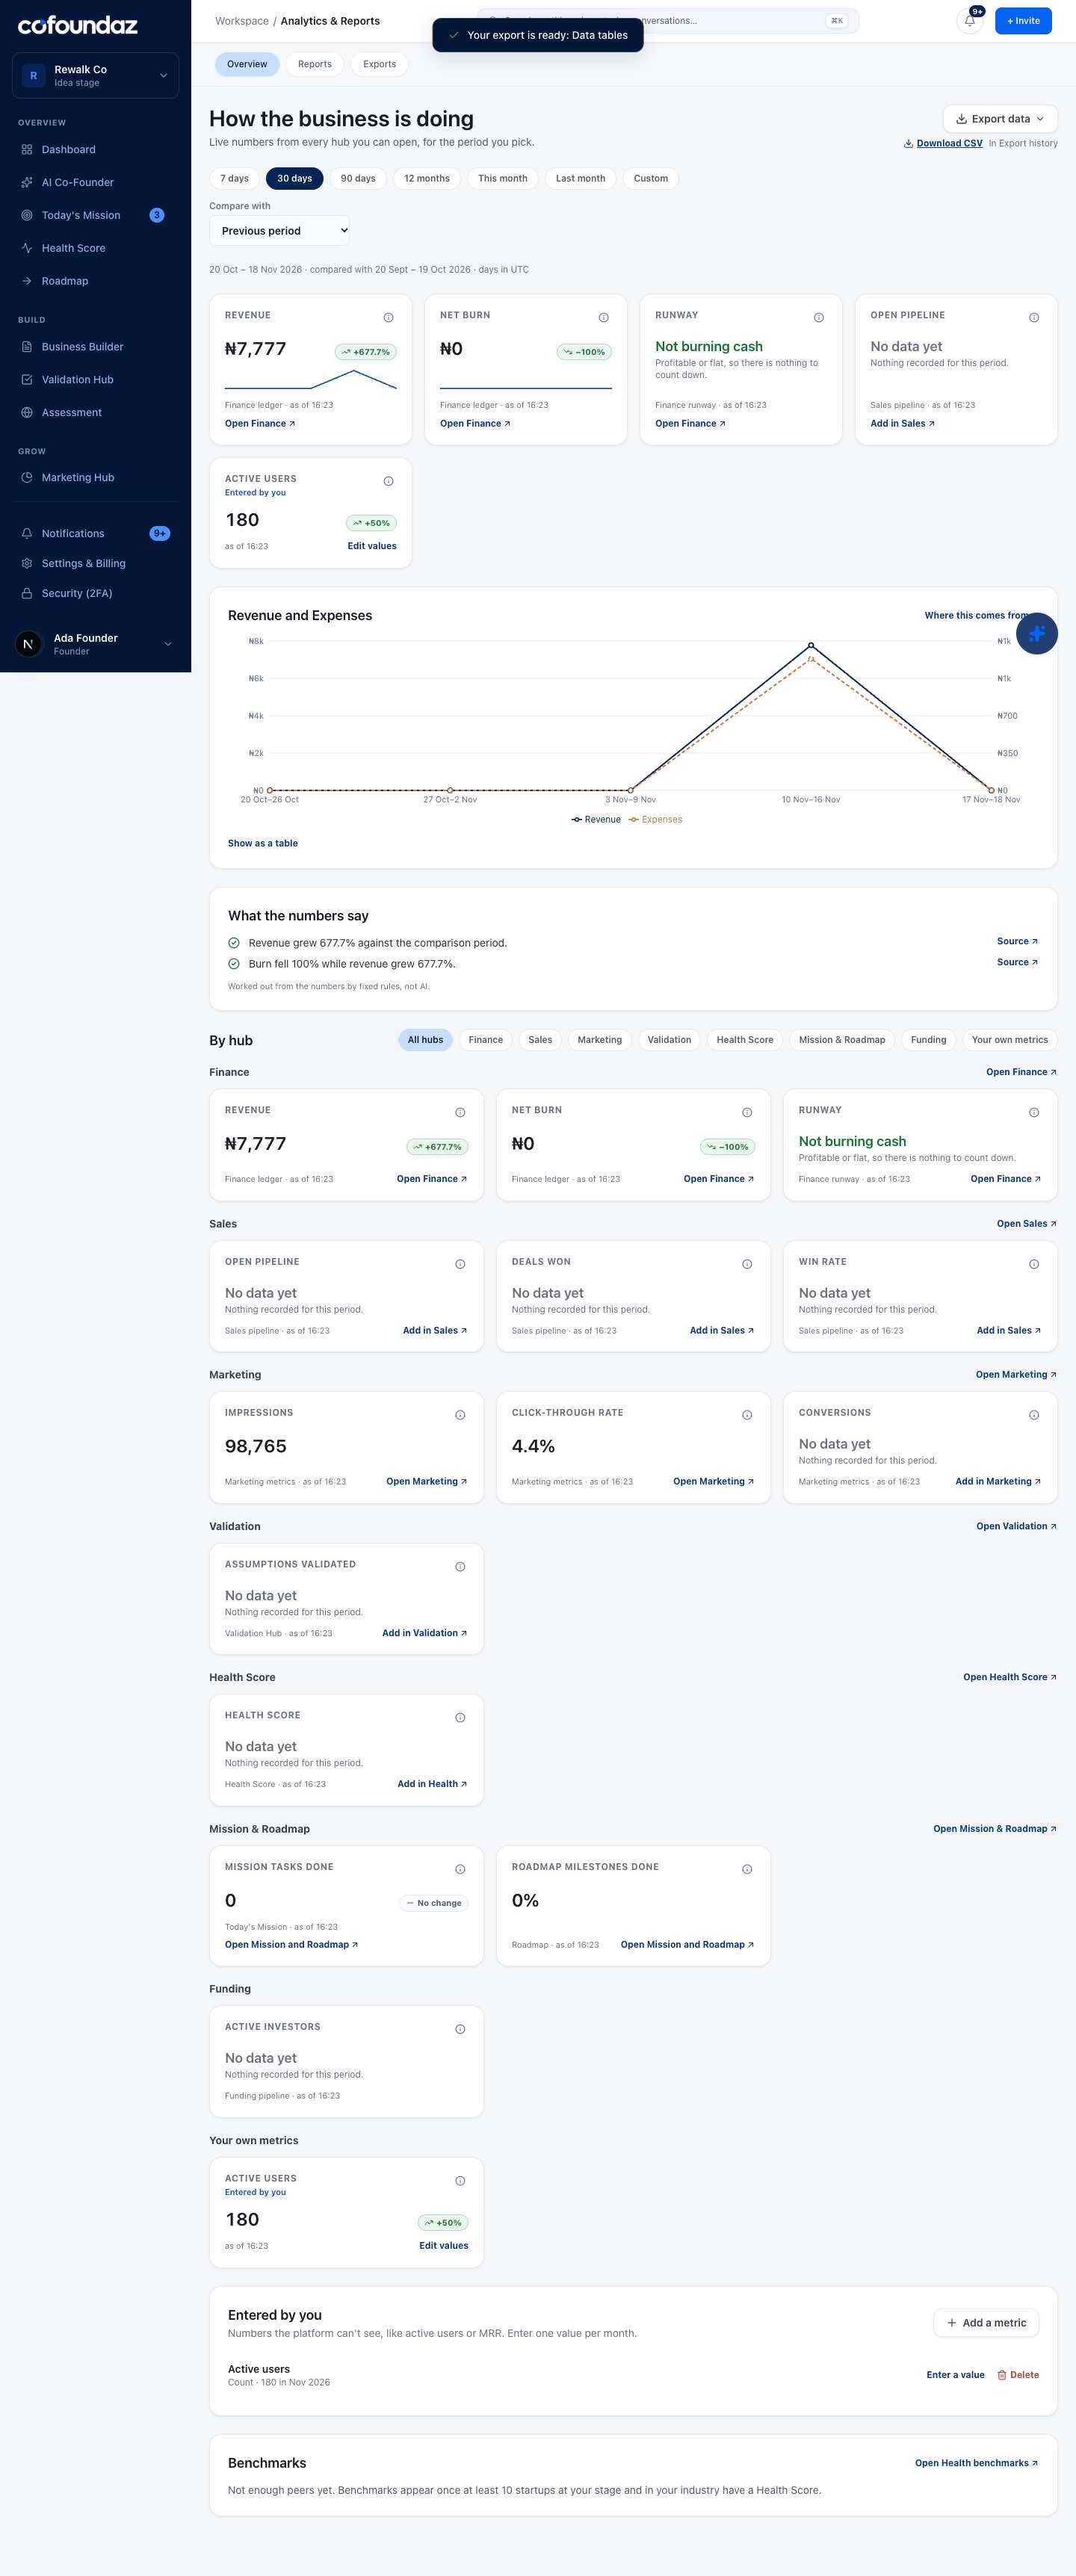 cofoundaz
R
Rewalk Co
Idea stage
OVERVIEW
Dashboard
AI Co-Founder
Today's Mission 3
Health Score
Roadmap
BUILD
Business Builder
Validation Hub
Assessment
GROW
Marketing Hub
Notifications 9+
Settings & Billing
Security (2FA)
N
Ada Founder
Founder
Workspace / Analytics & Reports
nversations...
⌘K
9+
+ Invite
Your export is ready: Data tables
Overview Reports Exports
How the business is doing
Live numbers from every hub you can open, for the period you pick.
Export data
Download CSV In Export history
7 days 30 days 90 days 12 months This month Last month Custom
Compare with
Previous period
20 Oct – 18 Nov 2026 · compared with 20 Sept – 19 Oct 2026 · days in UTC
REVENUE
₦7,777
+677.7%
Finance ledger · as of 16:23
Open Finance
NET BURN
₦0
−100%
Finance ledger · as of 16:23
Open Finance
RUNWAY
Not burning cash
Profitable or flat, so there is nothing to
count down.
Finance runway · as of 16:23
Open Finance
OPEN PIPELINE
No data yet
Nothing recorded for this period.
Sales pipeline · as of 16:23
Add in Sales
ACTIVE USERS
Entered by you
180
+50%
as of 16:23
Edit values
Revenue and Expenses
Where this comes from
₦8k
₦6k
₦4k
₦2k
₦0
₦1k
₦1k
₦700
₦350
₦0
20 Oct–26 Oct 27 Oct–2 Nov 3 Nov–9 Nov 10 Nov–16 Nov 17 Nov–18 Nov
Revenue Expenses
Show as a table
What the numbers say
Revenue grew 677.7% against the comparison period.
Source
Burn fell 100% while revenue grew 677.7%.
Source
Worked out from the numbers by fixed rules, not AI.
By hub
All hubs Finance Sales Marketing Validation Health Score Mission & Roadmap Funding Your own metrics
Finance
Open Finance
REVENUE
₦7,777
+677.7%
Finance ledger · as of 16:23
Open Finance
NET BURN
₦0
−100%
Finance ledger · as of 16:23
Open Finance
RUNWAY
Not burning cash
Profitable or flat, so there is nothing to count down.
Finance runway · as of 16:23
Open Finance
Sales
Open Sales
OPEN PIPELINE
No data yet
Nothing recorded for this period.
Sales pipeline · as of 16:23
Add in Sales
DEALS WON
No data yet
Nothing recorded for this period.
Sales pipeline · as of 16:23
Add in Sales
WIN RATE
No data yet
Nothing recorded for this period.
Sales pipeline · as of 16:23
Add in Sales
Marketing
Open Marketing
IMPRESSIONS
98,765
Marketing metrics · as of 16:23
Open Marketing
CLICK-THROUGH RATE
4.4%
Marketing metrics · as of 16:23
Open Marketing
CONVERSIONS
No data yet
Nothing recorded for this period.
Marketing metrics · as of 16:23
Add in Marketing
Validation
Open Validation
ASSUMPTIONS VALIDATED
No data yet
Nothing recorded for this period.
Validation Hub · as of 16:23
Add in Validation
Health Score
Open Health Score
HEALTH SCORE
No data yet
Nothing recorded for this period.
Health Score · as of 16:23
Add in Health
Mission & Roadmap
Open Mission & Roadmap
MISSION TASKS DONE
0
No change
Today's Mission · as of 16:23
Open Mission and Roadmap
ROADMAP MILESTONES DONE
0%
Roadmap · as of 16:23
Open Mission and Roadmap
Funding
ACTIVE INVESTORS
No data yet
Nothing recorded for this period.
Funding pipeline · as of 16:23
Your own metrics
ACTIVE USERS
Entered by you
180
+50%
as of 16:23
Edit values
Entered by you
Numbers the platform can't see, like active users or MRR. Enter one value per month.
Add a metric
Active users
Count · 180 in Nov 2026
Enter a value
Delete
Benchmarks
Open Health benchmarks
Not enough peers yet. Benchmarks appear once at least 10 startups at your stage and in your industry have a Health Score.